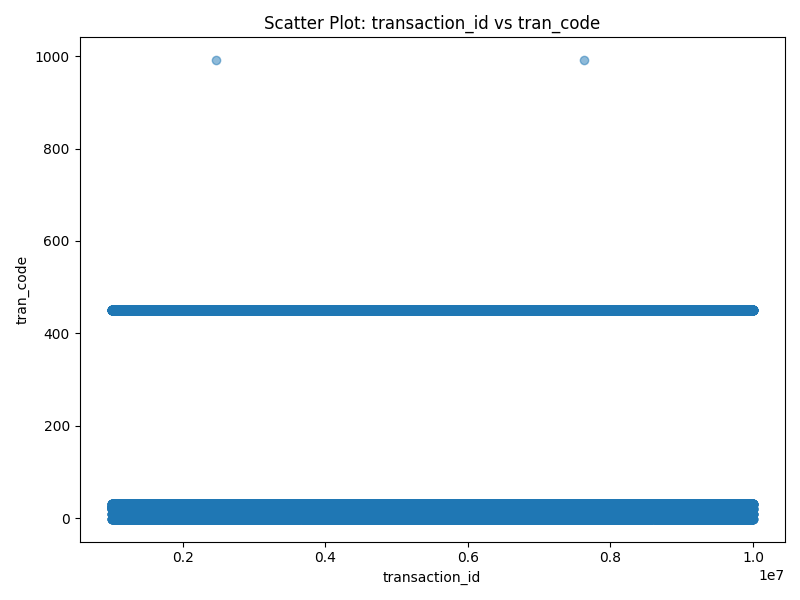 Scatter Plot: transaction_id vs tran_code
1000
800
600
400
200
0
tran_code
0.2
0.4
0.6
0.8
1.0
1e7
transaction_id